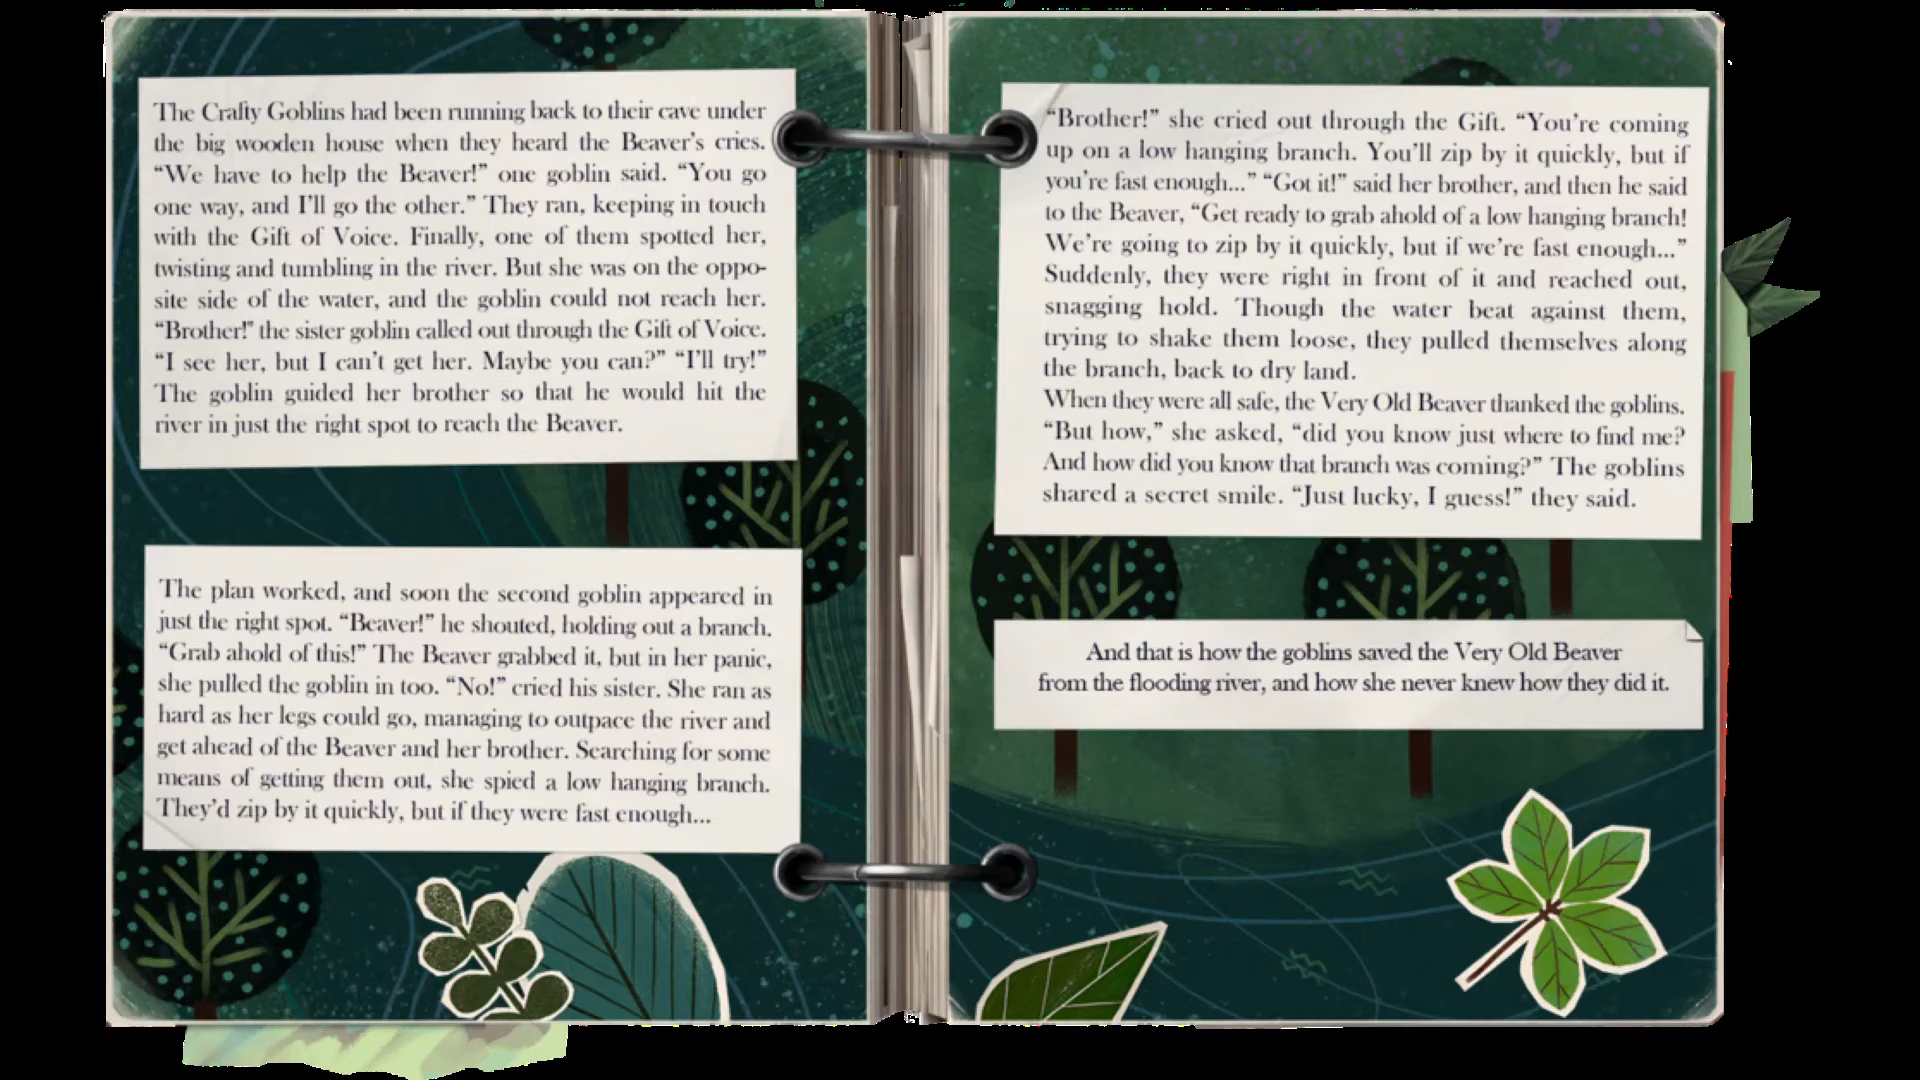 The Crafty Goblins had been running back to their cave under
the big wooden house when they heard the Beaver's cries.
“We have to help the Beaver!” one goblin said. “You go
one way, and I'll go the other.” They ran, keeping in touch
with the Gift of Voice. Finally, one of them spotted her,
twisting and tumbling in the river. But she was on the oppo-
site side of the water, and the goblin could not reach her.
“Brother!” the sister goblin called out through the Gift of Voice.
“I see her, but I can't get her. Maybe you can?” “I'll try!”
The goblin guided her brother so that he would hit the
river in just the right spot to reach the Beaver.
The plan worked, and soon the second goblin appeared in
just the right spot. “Beaver!” he shouted, holding out a branch.
“Grab ahold of this!” The Beaver grabbed it, but in her panic,
she pulled the goblin in too. “No!” cried his sister. She ran as
hard as her legs could go, managing to outpace the river and
get ahead of the Beaver and her brother. Searching for some
means of getting them out, she spied a low hanging branch.
They'd zip by it quickly, but if they were fast enough...
“Brother!” she cried out through the Gift. “You're coming
up on a low hanging branch. You'll zip by it quickly, but if
you're fast enough...” “Got it!” said her brother, and then he said
to the Beaver, “Get ready to grab ahold of a low hanging branch!
We're going to zip by it quickly, but if we're fast enough...”
Suddenly, they were right in front of it and reached out,
snagging hold. Though the water beat against them,
trying to shake them loose, they pulled themselves along
the branch, back to dry land.
When they were all safe, the Very Old Beaver thanked the goblins.
“But how,” she asked, “did you know just where to find me?
And how did you know that branch was coming?” The goblins
shared a secret smile. “Just lucky, I guess!” they said.
And that is how the goblins saved the Very Old Beaver
from the flooding river, and how she never knew how they did it.